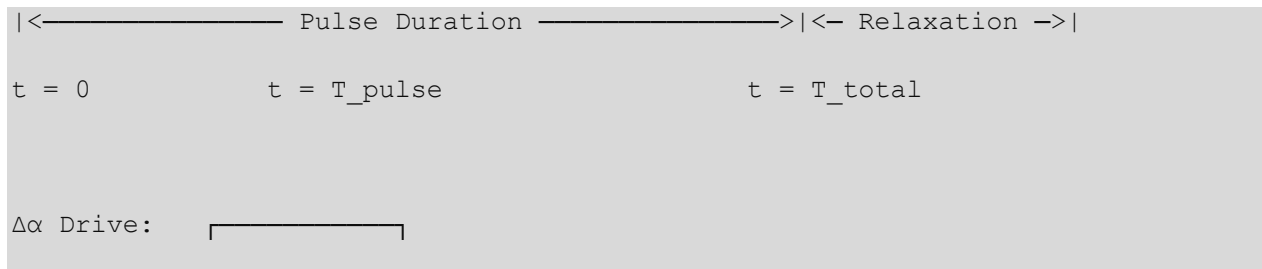 |<─────────────── Pulse Duration ───────────────>|<─ Relaxation ─>|
t = 0           t = T_pulse                    t = T_total
Δα Drive:   ┌───────────┐